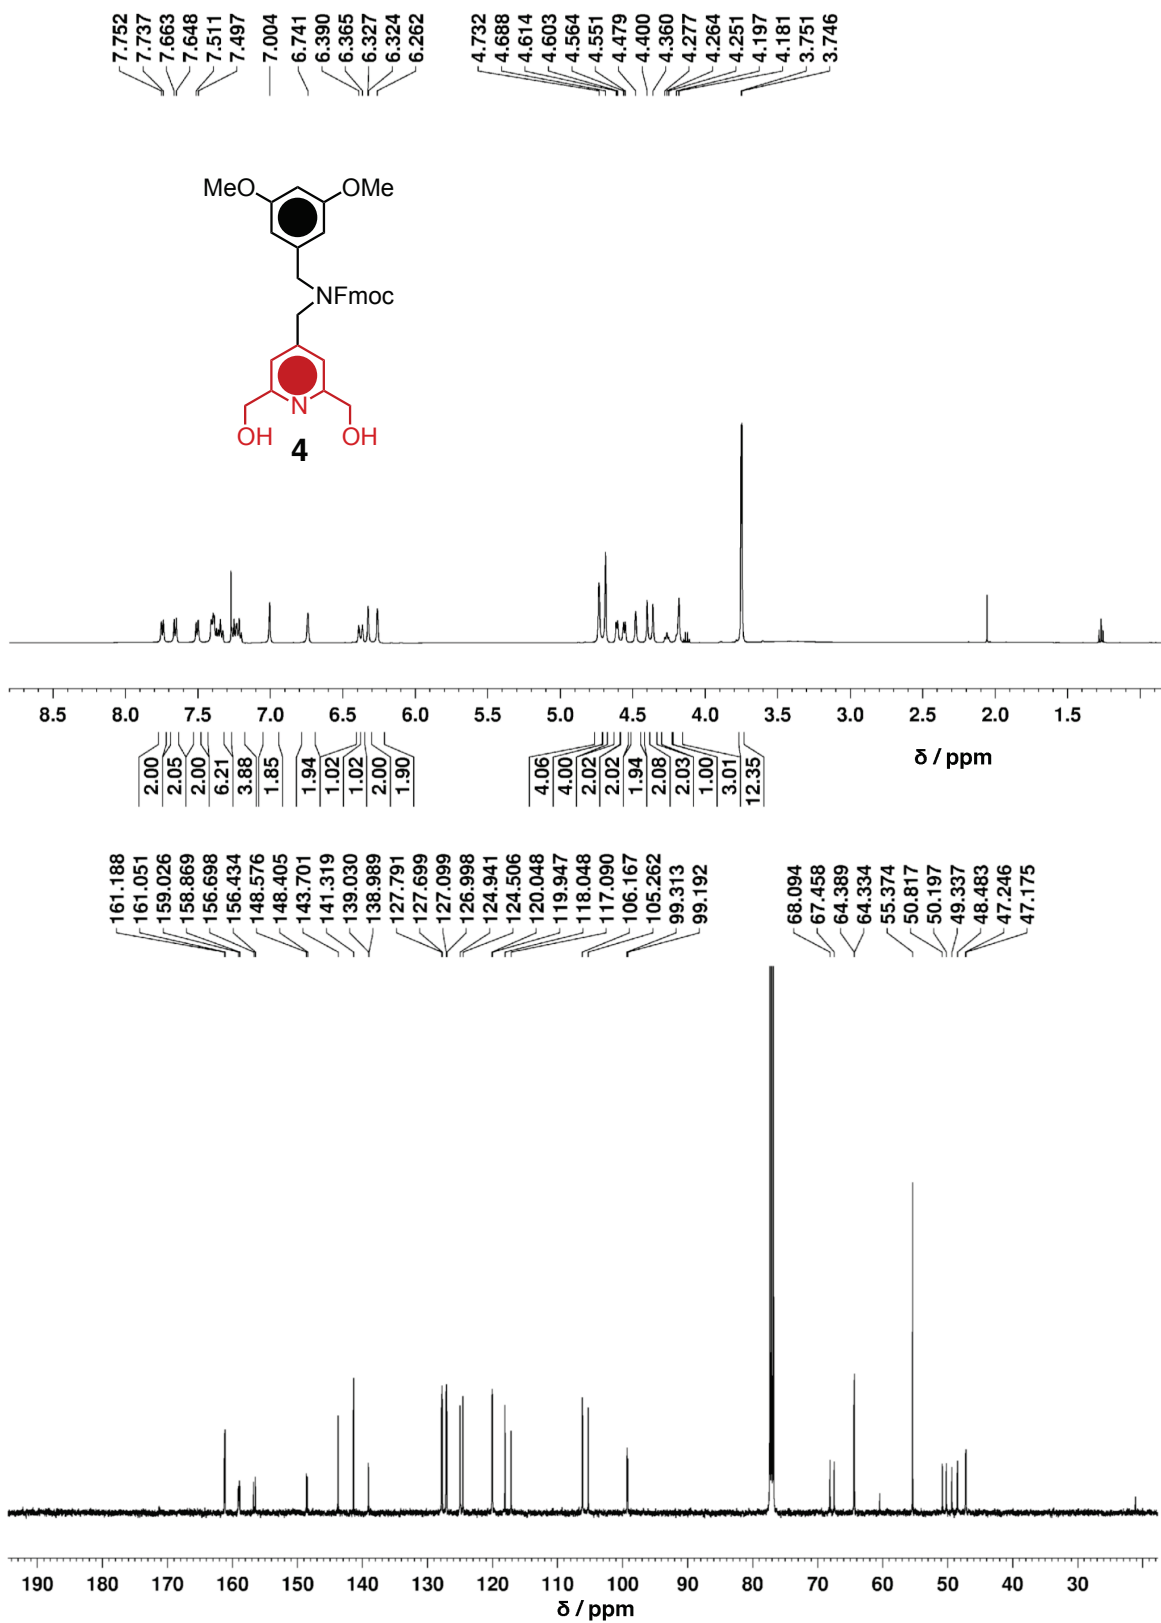 7.752 7.737 7.663 7.648 7.511 7.497 7.004 6.741 6.390 6.365 6.327 6.324 6.262 4.732 4.688 4.614 4.603 4.564 4.551 4.479 4.400 4.360 4.277 4.264 4.251 4.197 4.181 3.751 3.746
MeO OMe
NFmoc
N
OH OH
4
8.5 8.0 7.5 7.0 6.5 6.0 5.5 5.0 4.5 4.0 3.5 3.0 2.5 2.0 1.5
δ / ppm
2.00 2.05 2.00 6.21 3.88 1.85 1.94 1.02 1.02 2.00 1.90 4.06 4.00 2.02 2.02 1.94 2.08 2.03 1.00 3.01 12.35
161.188 161.051 159.026 158.869 156.698 156.434 148.576 148.405 143.701 141.319 139.030 138.989 127.791 127.699 127.099 126.998 124.941 124.506 120.048 119.947 118.048 117.090 106.167 105.262 99.313 99.192 68.094 67.458 64.389 64.334 55.374 50.817 50.197 49.337 48.483 47.246 47.175
190 180 170 160 150 140 130 120 110 100 90 80 70 60 50 40 30
δ / ppm